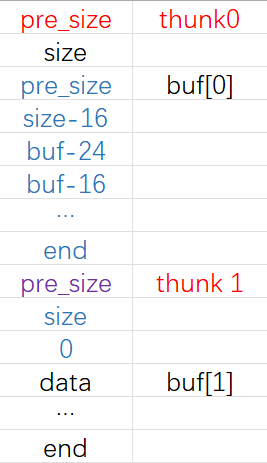 pre_size thunk0
size
pre_size buf[0]
size-16
buf-24
buf-16
...
end
pre_size thunk 1
size
0
data buf[1]
...
end